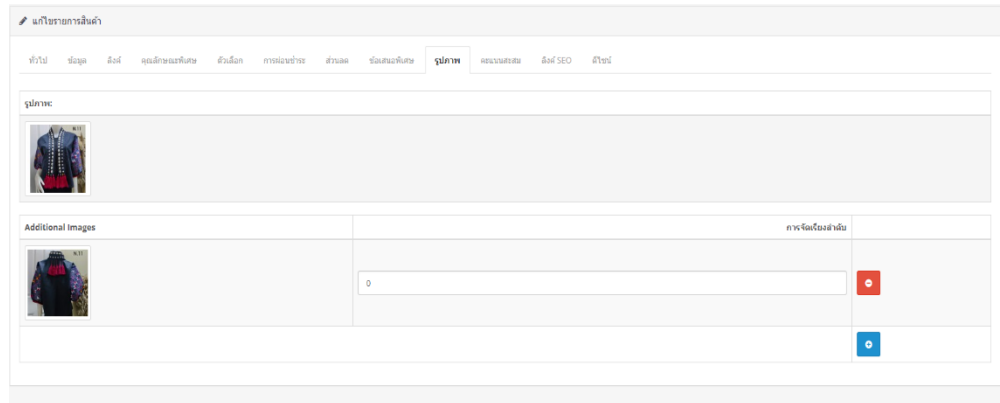 แก้ไขรายการสินค้า
ทั่วไป ข้อมูล ลิงค์ คุณลักษณะพิเศษ ตัวเลือก การผ่อนชำระ ส่วนลด ข้อเสนอพิเศษ รูปภาพ คะแนนสะสม ลิงค์ SEO ดีไซน์
รูปภาพ:
Additional Images การจัดเรียงลำดับ
0